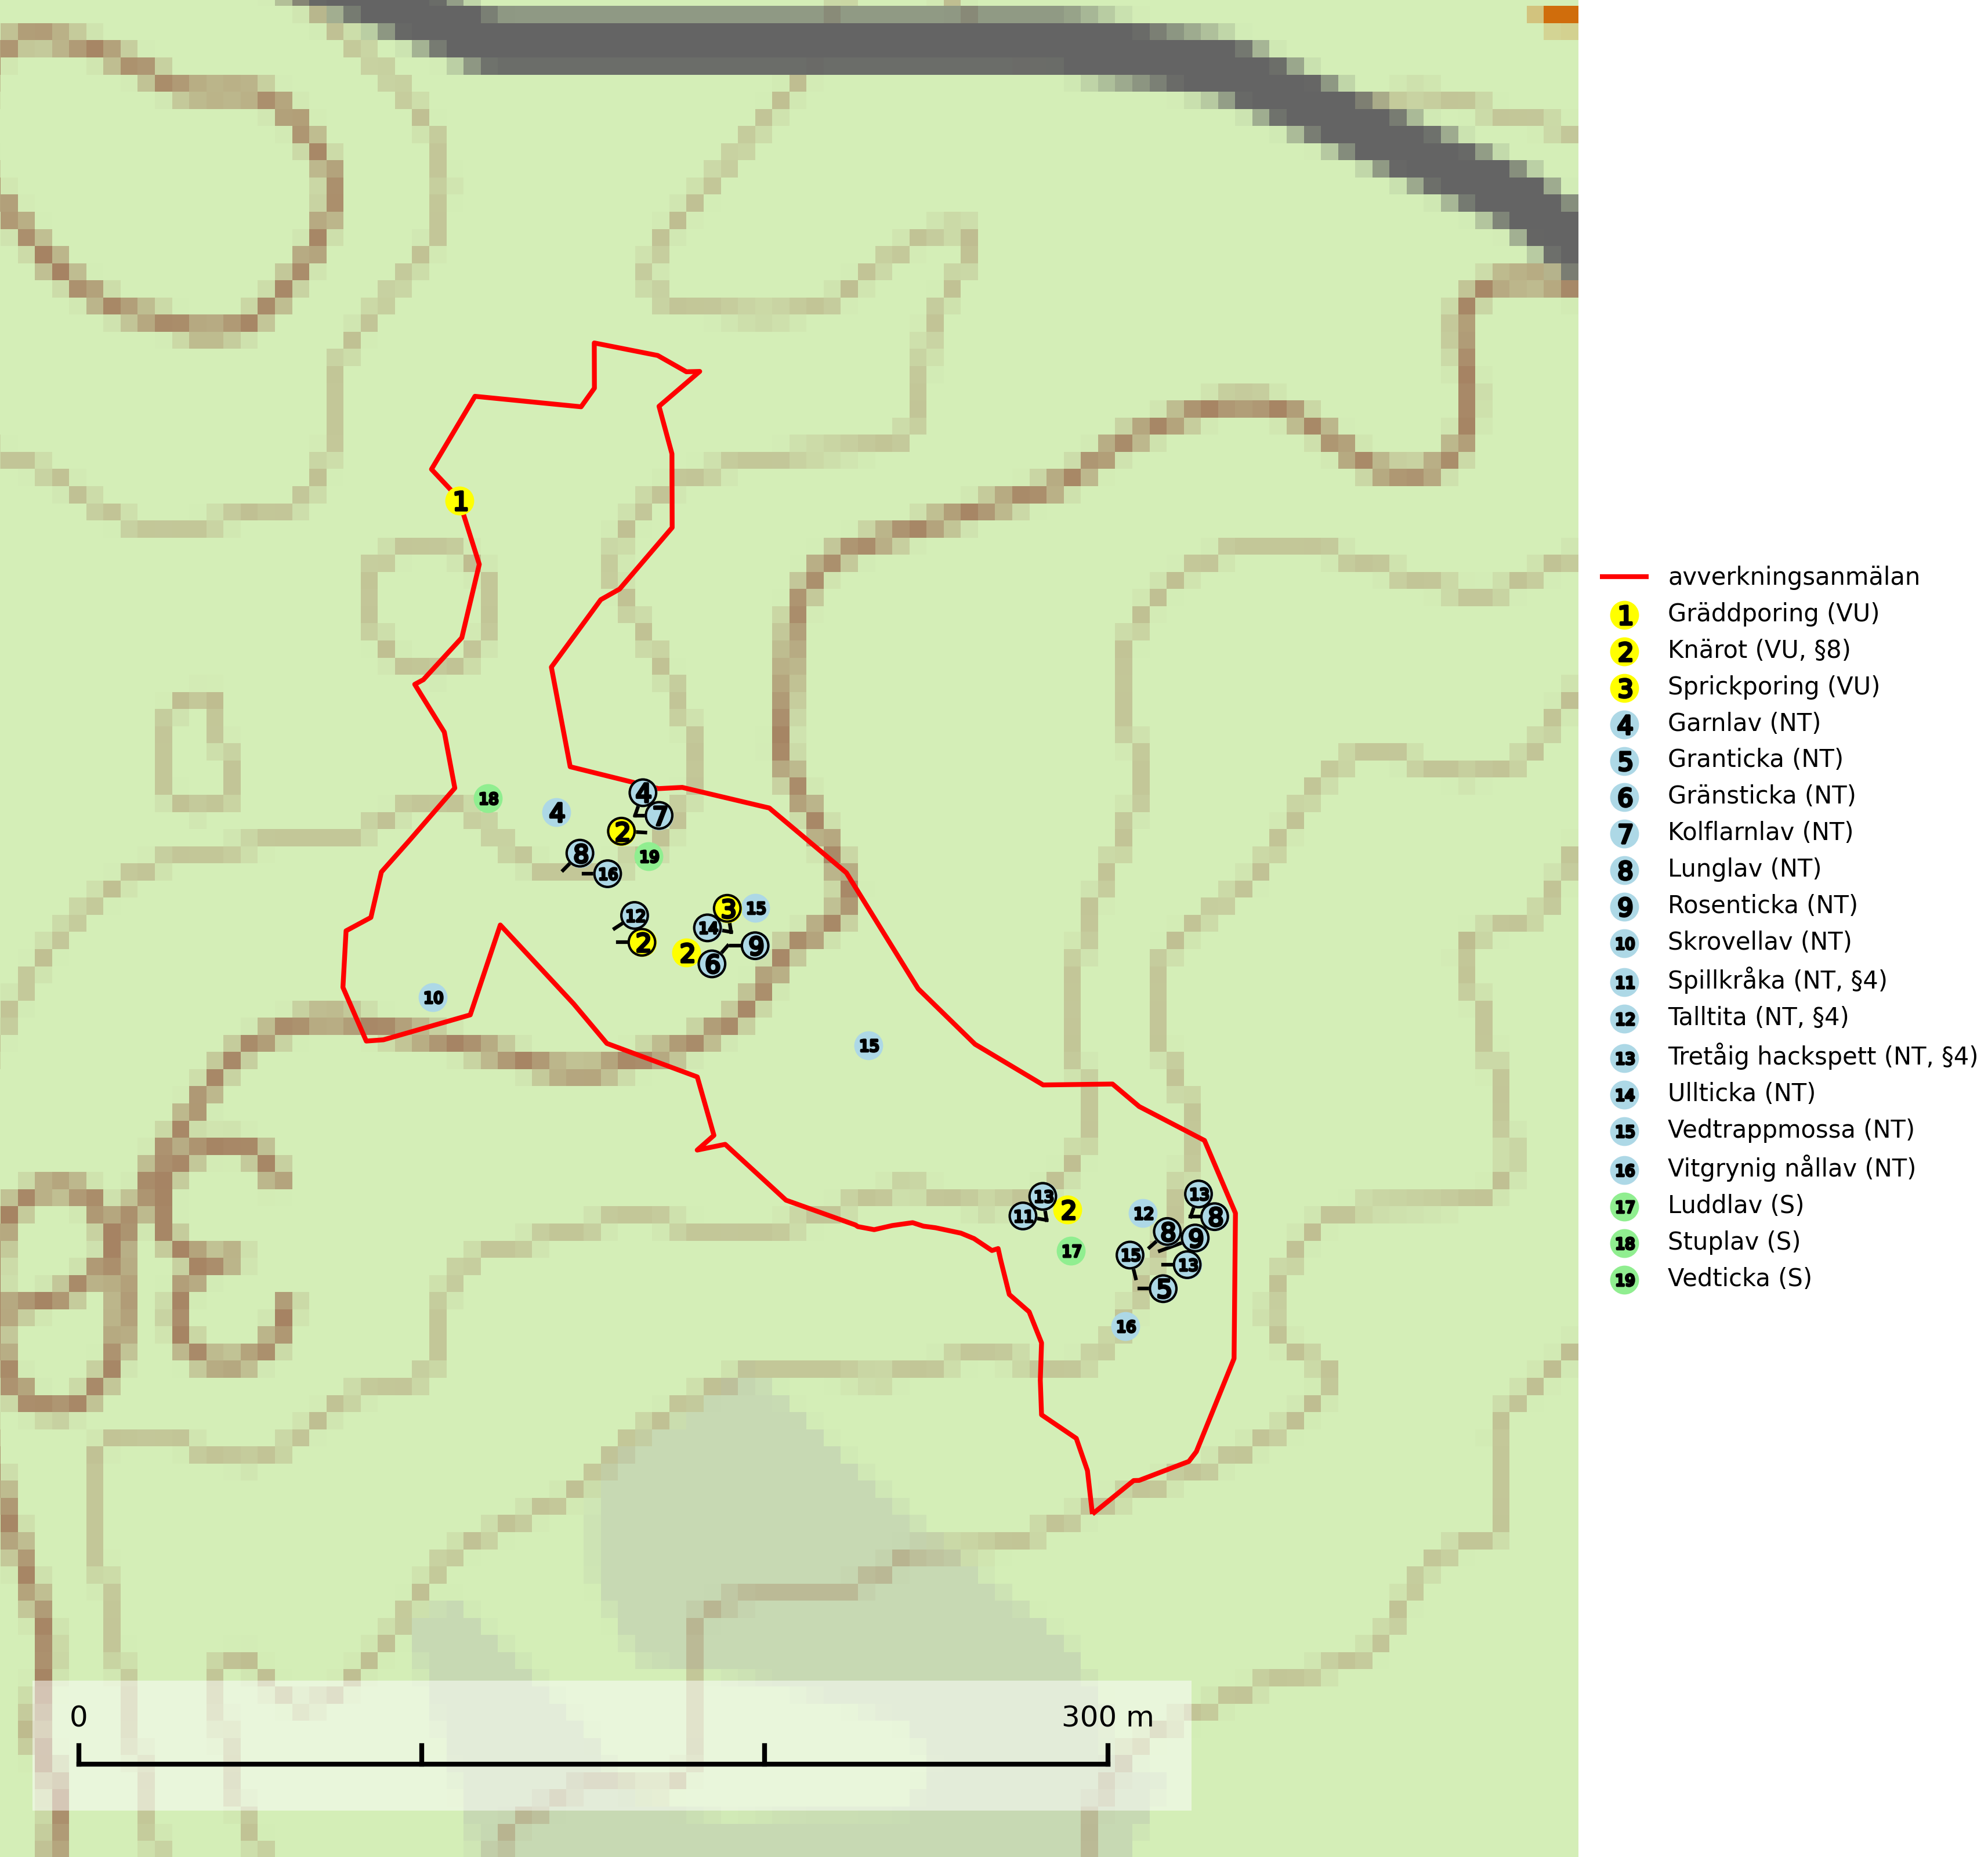 1
4
18
4
7
2
19
8
16
3
15
12
14
2
9
2
6
10
15
13
13
2
12
11
8
8
9
17
15
13
5
16
0
300 m
avverkningsanmälan
1 Gräddporing (VU)
2 Knärot (VU, §8)
3 Sprickporing (VU)
4 Garnlav (NT)
5 Granticka (NT)
6 Gränsticka (NT)
7 Kolflarnlav (NT)
8 Lunglav (NT)
9 Rosenticka (NT)
10 Skrovellav (NT)
11 Spillkråka (NT, §4)
12 Talltita (NT, §4)
13 Tretåig hackspett (NT, §4)
14 Ullticka (NT)
15 Vedtrappmossa (NT)
16 Vitgrynig nållav (NT)
17 Luddlav (S)
18 Stuplav (S)
19 Vedticka (S)